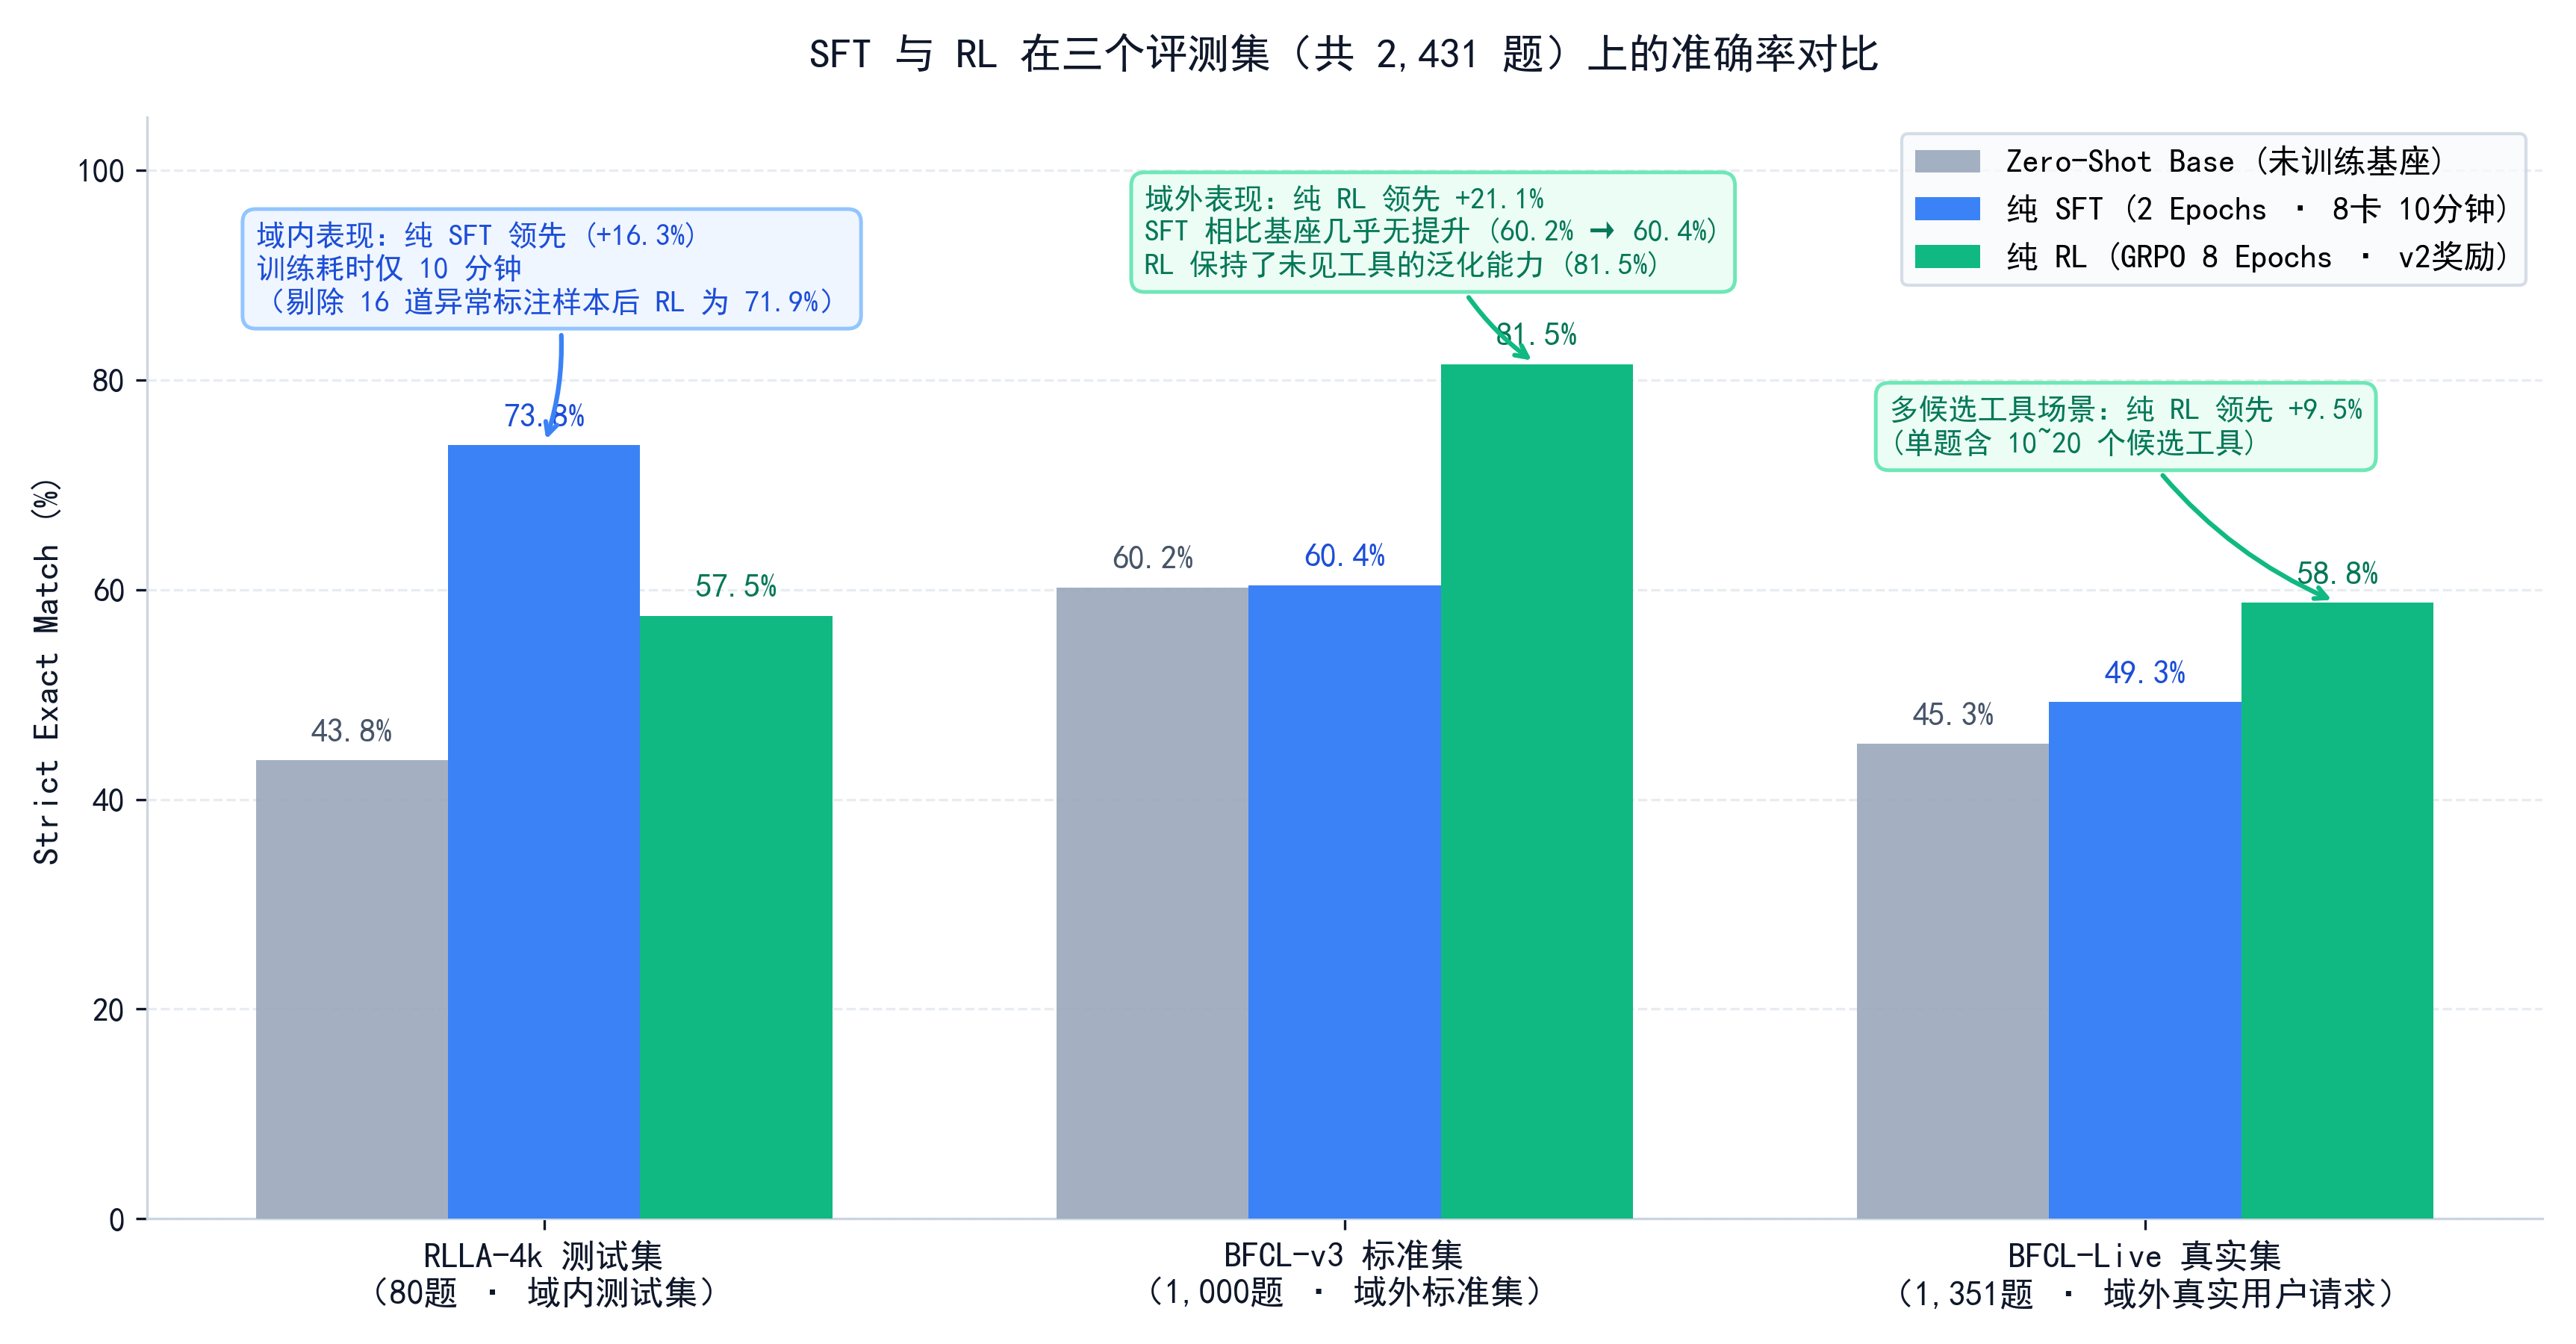 SFT 与 RL 在三个评测集（共 2,431 题）上的准确率对比
Strict Exact Match (%)
100
80
60
40
20
0
Zero-Shot Base (未训练基座)
纯 SFT (2 Epochs · 8卡 10分钟)
纯 RL (GRPO 8 Epochs · v2奖励)
域内表现: 纯 SFT 领先 (+16.3%)
训练耗时仅 10 分钟
（剔除 16 道异常标注样本后 RL 为 71.9%）
域外表现: 纯 RL 领先 +21.1%
SFT 相比基座几乎无提升 (60.2% → 60.4%)
RL 保持了未见工具的泛化能力 (81.5%)
多候选工具场景: 纯 RL 领先 +9.5%
(单题含 10~20 个候选工具)
43.8%
73.8%
57.5%
60.2%
60.4%
81.5%
45.3%
49.3%
58.8%
RLLA-4k 测试集
（80题 · 域内测试集）
BFCL-v3 标准集
（1,000题 · 域外标准集）
BFCL-Live 真实集
（1,351题 · 域外真实用户请求）